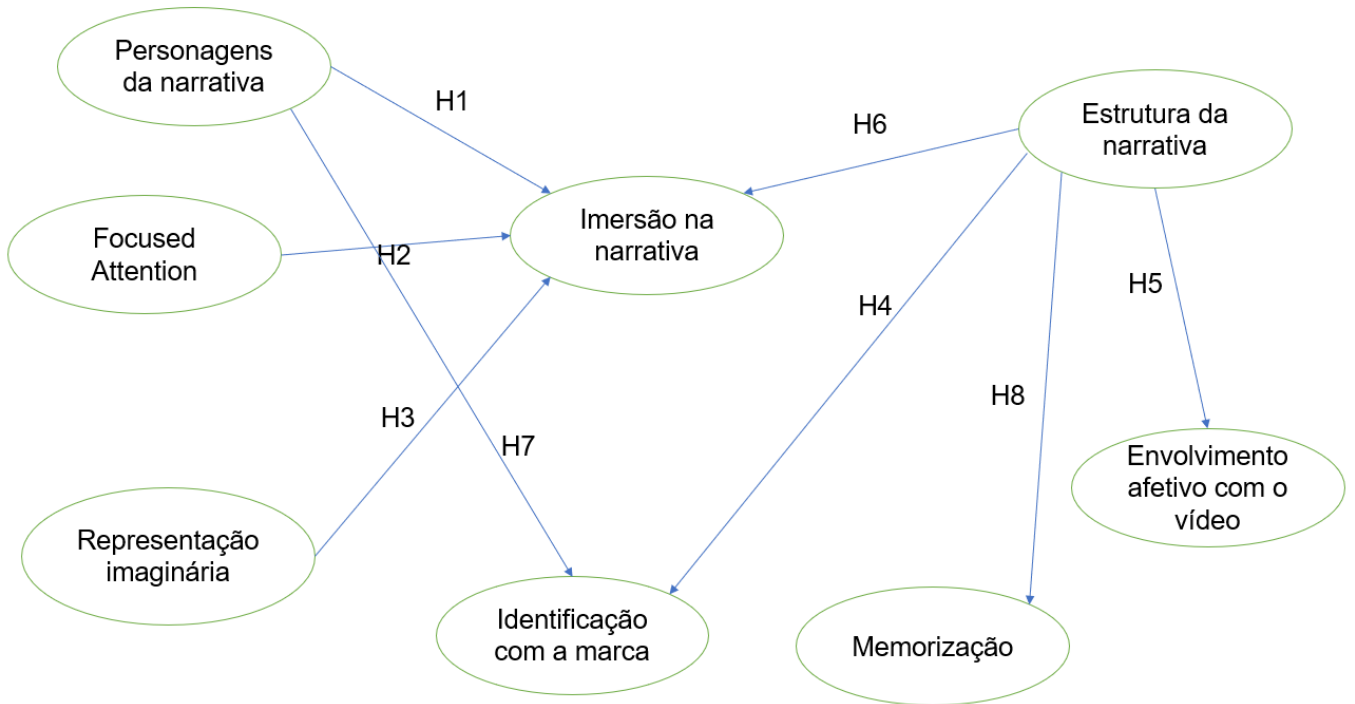 Personagens
da narrativa
H1
H6
Estrutura da
narrativa
Focused
Attention
H2
Imersão na
narrativa
H4
H5
H3
H7
H8
Representação
imaginária
Identificação
com a marca
Memorização
Envolvimento
afetivo com o
vídeo